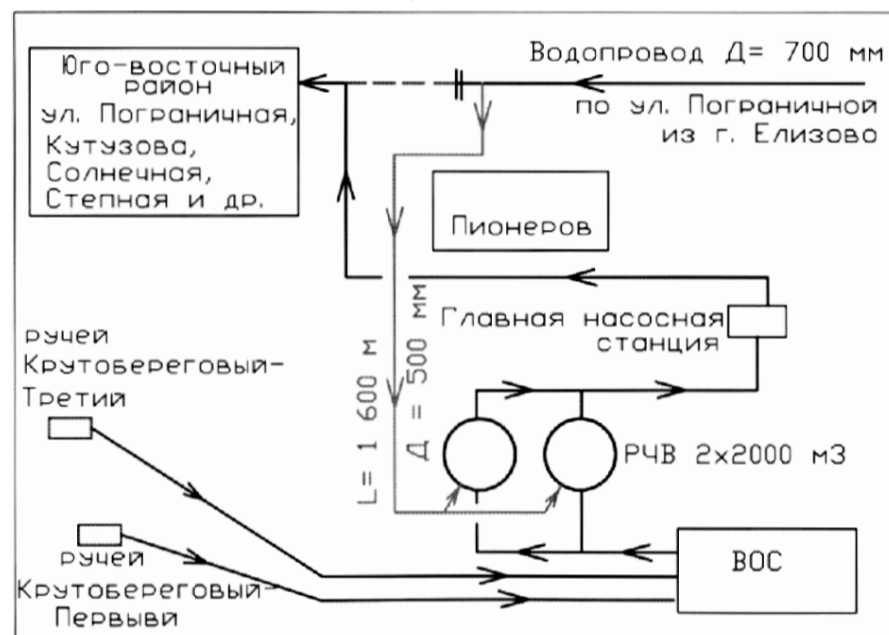 Юго-восточный
район
ул. Пограничная,
Кутузова,
Солнечная,
Степная и др.
Водопровод Д= 700 мм
по ул. Пограничной
из г. Елизово
Пионеров
Главная насосная
станция
L= 1 600 м
Д = 500 мм
ручей
Крутобереговый-
Третий
РЧВ 2х2000 м3
ручей
Крутобереговый-
Первыви
ВОС